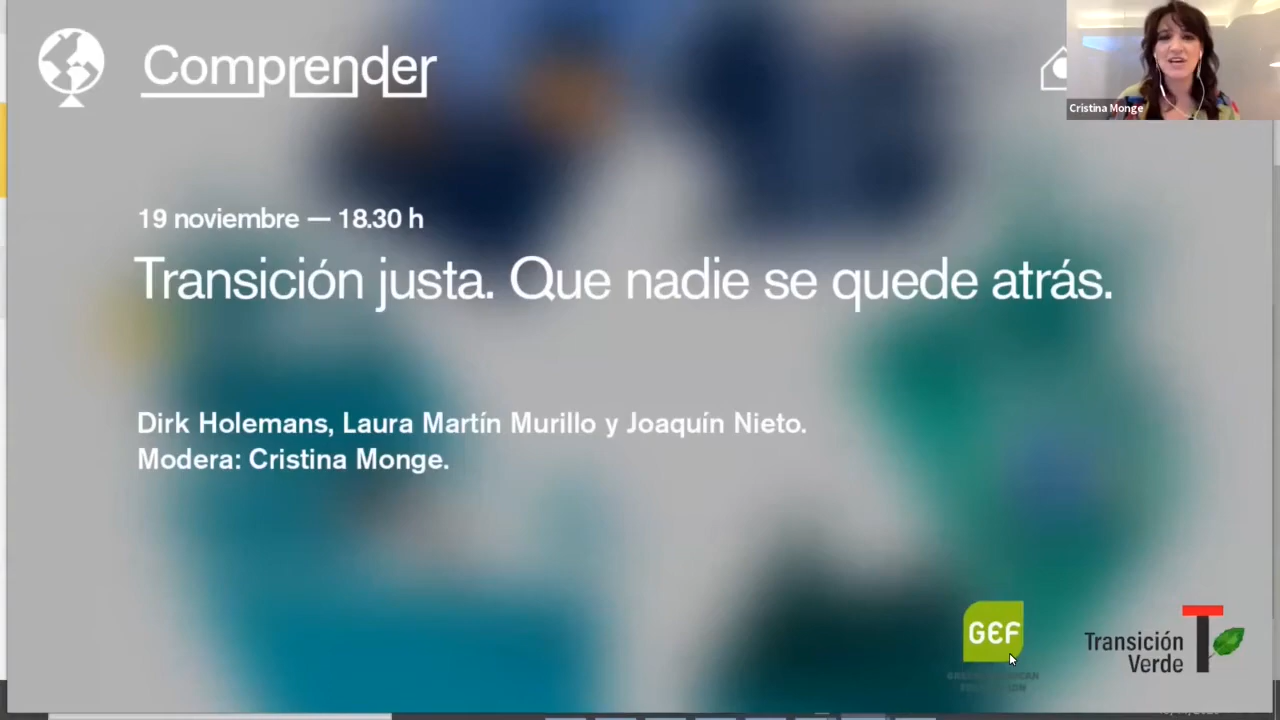 Comprender
Cristina Monge
19 noviembre — 18.30 h
Transición justa. Que nadie se quede atrás.
Dirk Holemans, Laura Martín Murillo y Joaquín Nieto.
Modera: Cristina Monge.
GEF
Transición
Verde